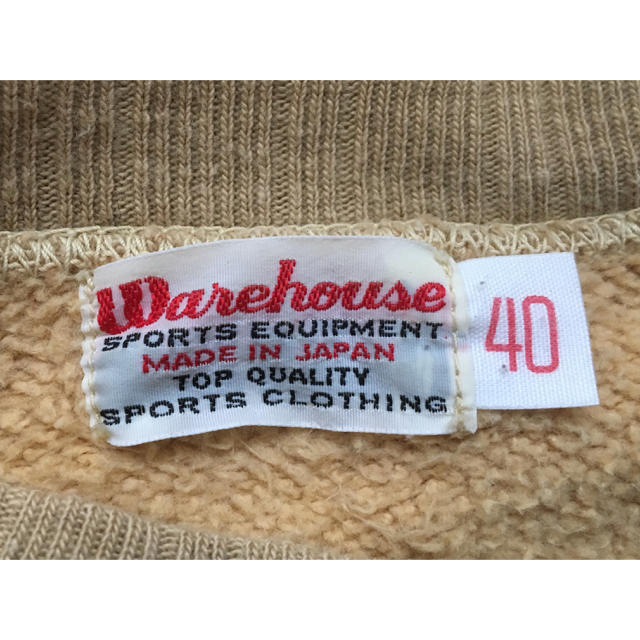 Warehouse
SPORTS EQUIPMENT
MADE IN JAPAN
TOP QUALITY
SPORTS CLOTHING
40